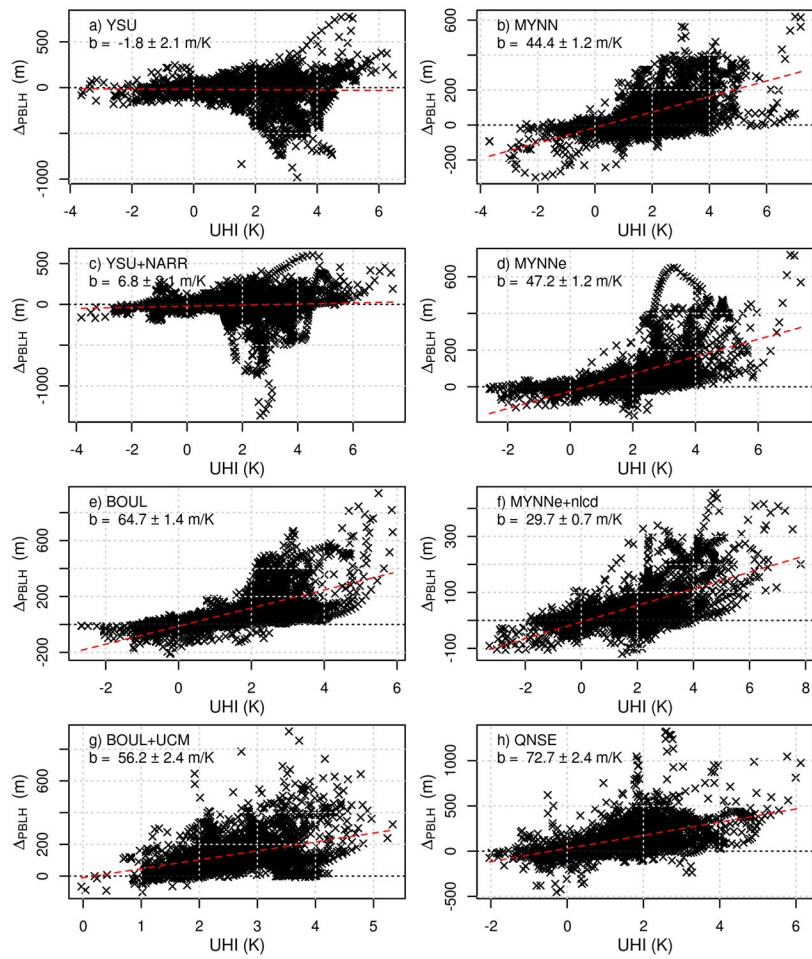 a) YSU
b = -1.8 ± 2.1 m/K
ΔPBLH (m)
500
0
-1000
-4 -2 0 2 4 6
UHI (K)
b) MYNN
b = 44.4 ± 1.2 m/K
ΔPBLH (m)
600
200
0
-200
-2 0 2 4 6
UHI (K)
c) YSU+NARR
b = 6.8 ± m/K
ΔPBLH (m)
500
0
-1000
-4 -2 0 2 4 6
UHI (K)
d) MYNNe
b = 47.2 ± 1.2 m/K
ΔPBLH (m)
600
200
0
-2 0 2 4 6
UHI (K)
e) BOUL
b = 64.7 ± 1.4 m/K
ΔPBLH (m)
600
200
-200
-2 0 2 4 6
UHI (K)
f) MYNNe+nlcd
b = 29.7 ± 0.7 m/K
ΔPBLH (m)
300
100
-100
-2 0 2 4 6 8
UHI (K)
g) BOUL+UCM
b = 56.2 ± 2.4 m/K
ΔPBLH (m)
600
200
0
0 1 2 3 4 5
UHI (K)
h) QNSE
b = 72.7 ± 2.4 m/K
ΔPBLH (m)
1000
500
0
-500
-2 0 2 4 6
UHI (K)